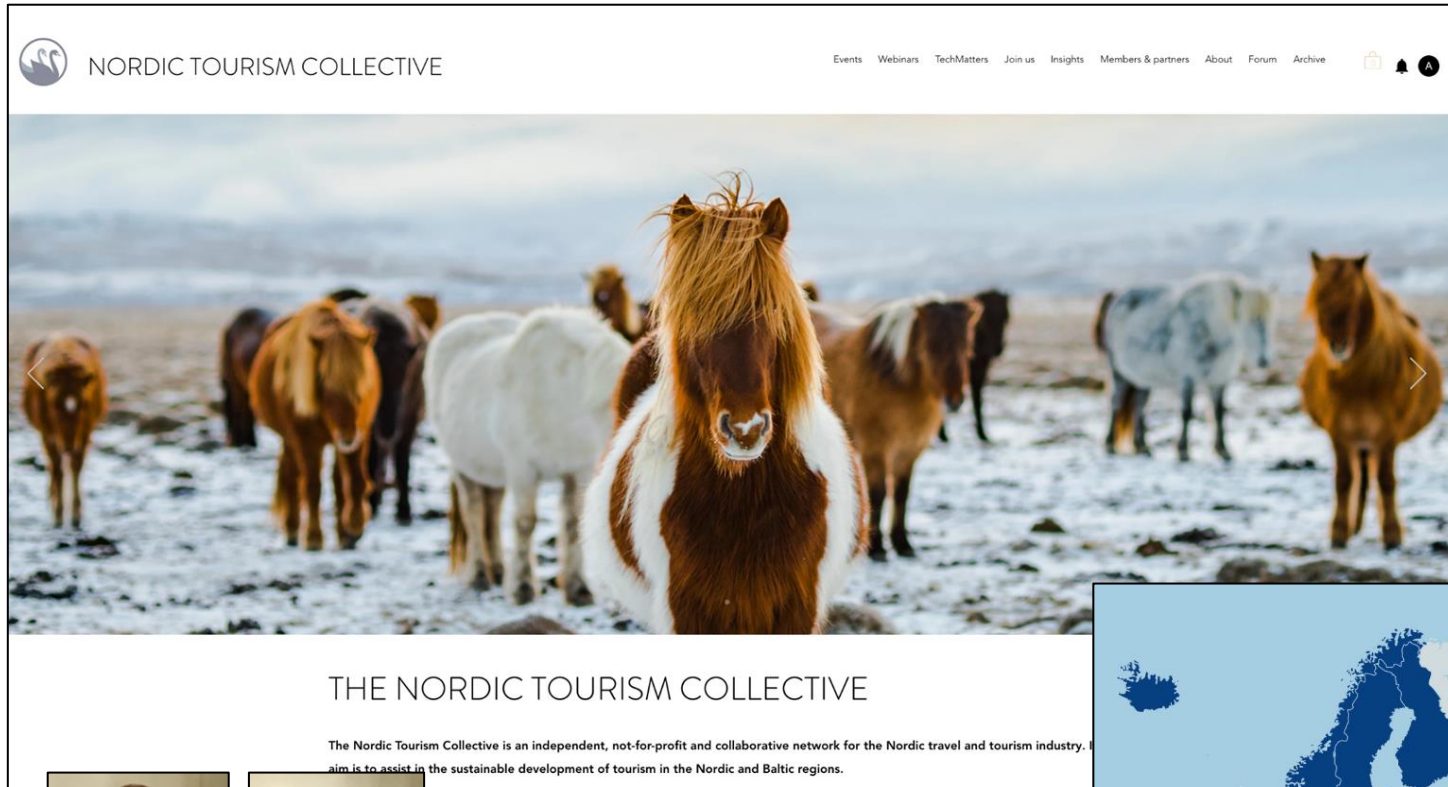 NORDIC TOURISM COLLECTIVE
Events Webinars TechMatters Join us Insights Members & partners About Forum Archive
A
THE NORDIC TOURISM COLLECTIVE
The Nordic Tourism Collective is an independent, not-for-profit and collaborative network for the Nordic travel and tourism industry.
aim is to assist in the sustainable development of tourism in the Nordic and Baltic regions.